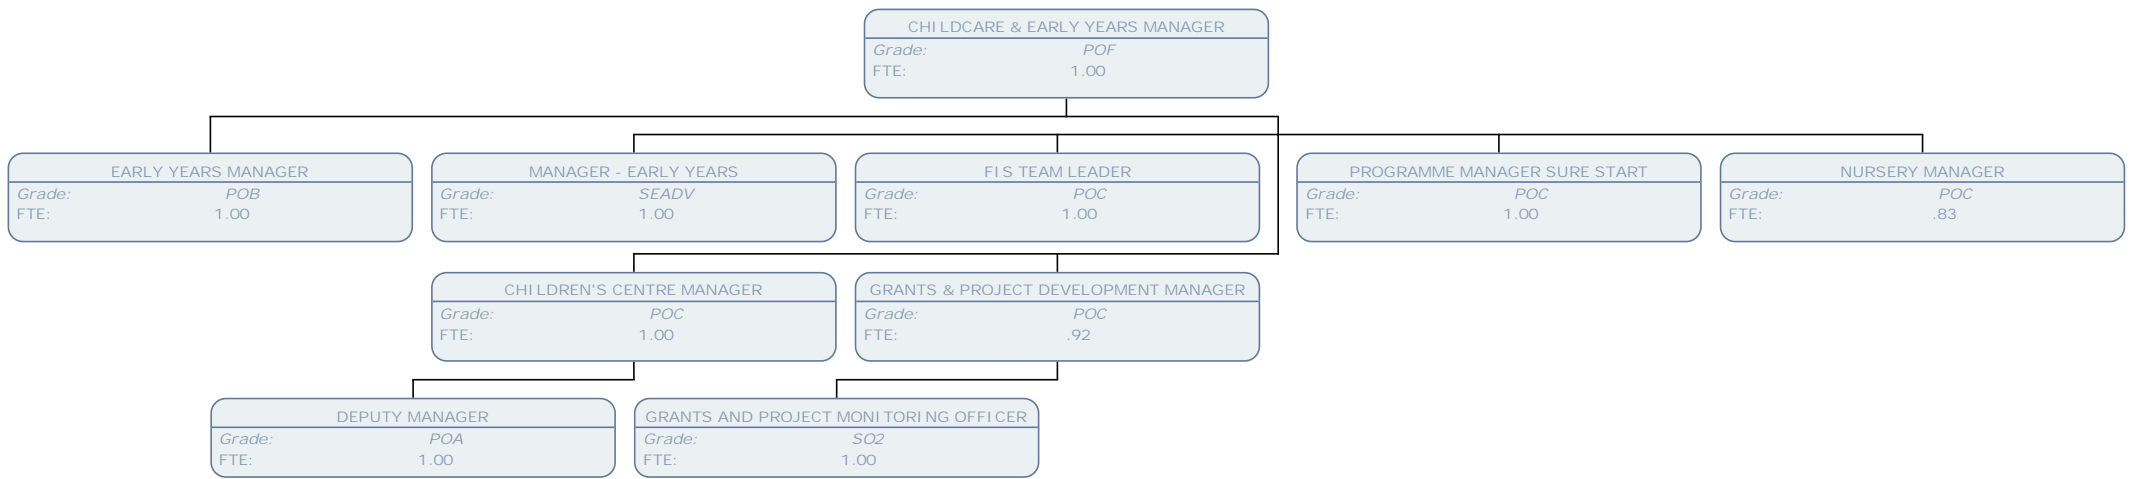 CHILDCARE & EARLY YEARS MANAGER
Grade: POF
FTE: 1.00
EARLY YEARS MANAGER
Grade: POB
FTE: 1.00
MANAGER - EARLY YEARS
Grade: SEADV
FTE: 1.00
FIS TEAM LEADER
Grade: POC
FTE: 1.00
PROGRAMME MANAGER SURE START
Grade: POC
FTE: 1.00
NURSERY MANAGER
Grade: POC
FTE: .83
CHILDREN'S CENTRE MANAGER
Grade: POC
FTE: 1.00
GRANTS & PROJECT DEVELOPMENT MANAGER
Grade: POC
FTE: .92
DEPUTY MANAGER
Grade: POA
FTE: 1.00
GRANTS AND PROJECT MONITORING OFFICER
Grade: SO2
FTE: 1.00